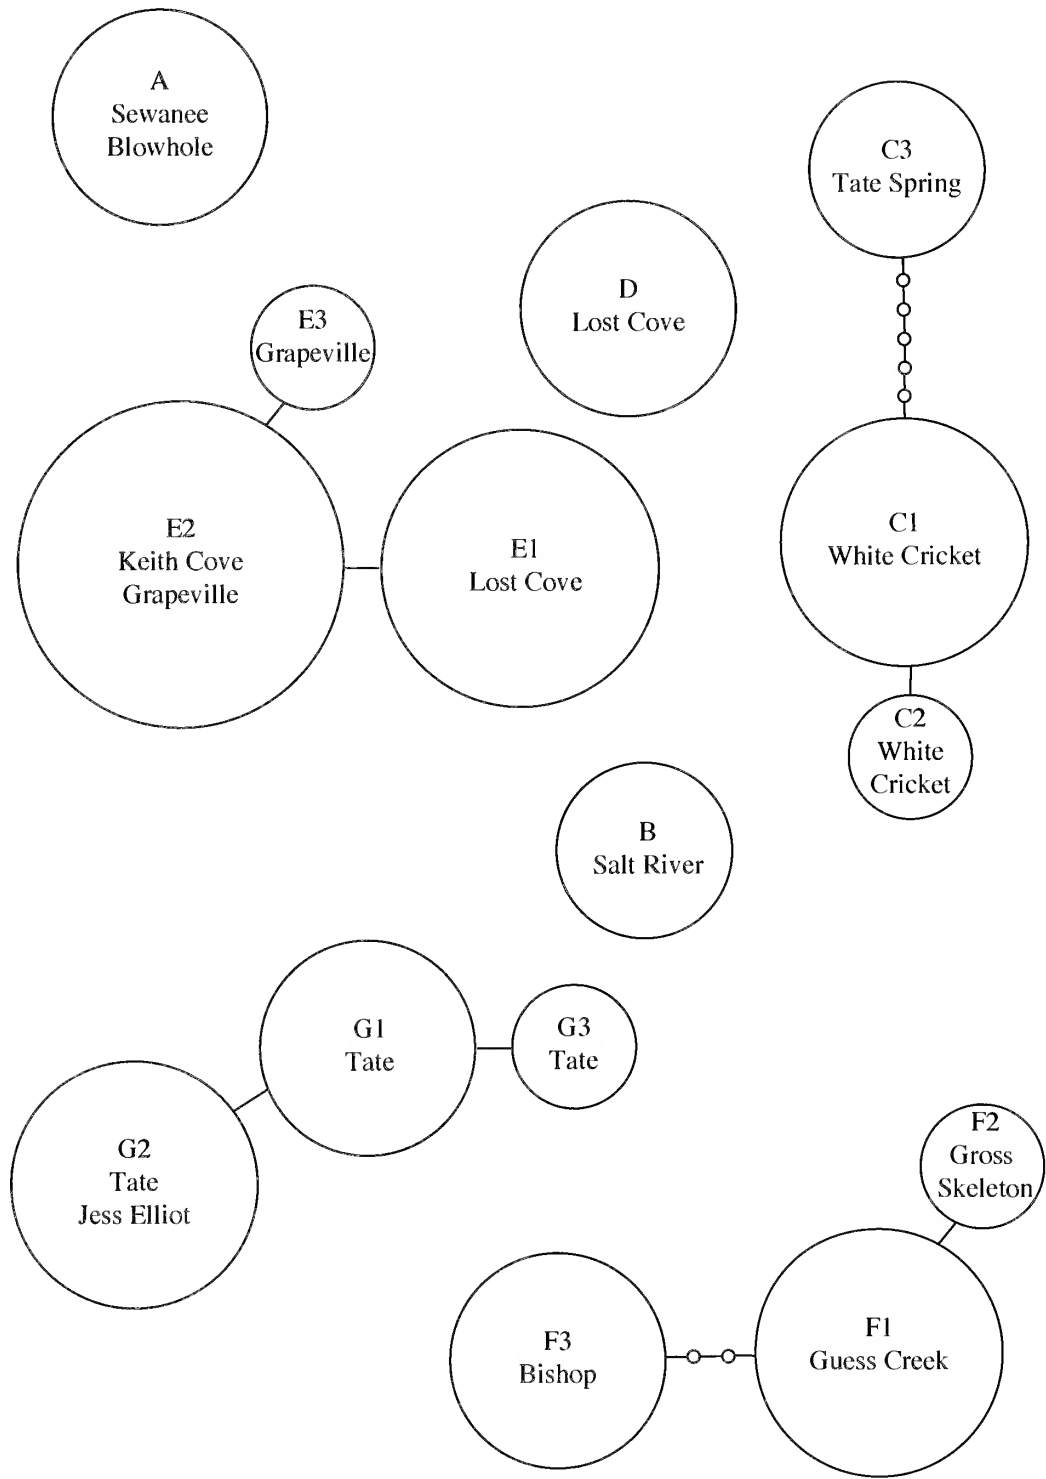 A
Sewanee
Blowhole
C3
Tate Spring
D
Lost Cove
E3
Grapeville
E2
Keith Cove
Grapeville
E1
Lost Cove
C1
White Cricket
C2
White
Cricket
B
Salt River
G1
Tate
G3
Tate
G2
Tate
Jess Elliot
F2
Gross
Skeleton
F3
Bishop
F1
Guess Creek